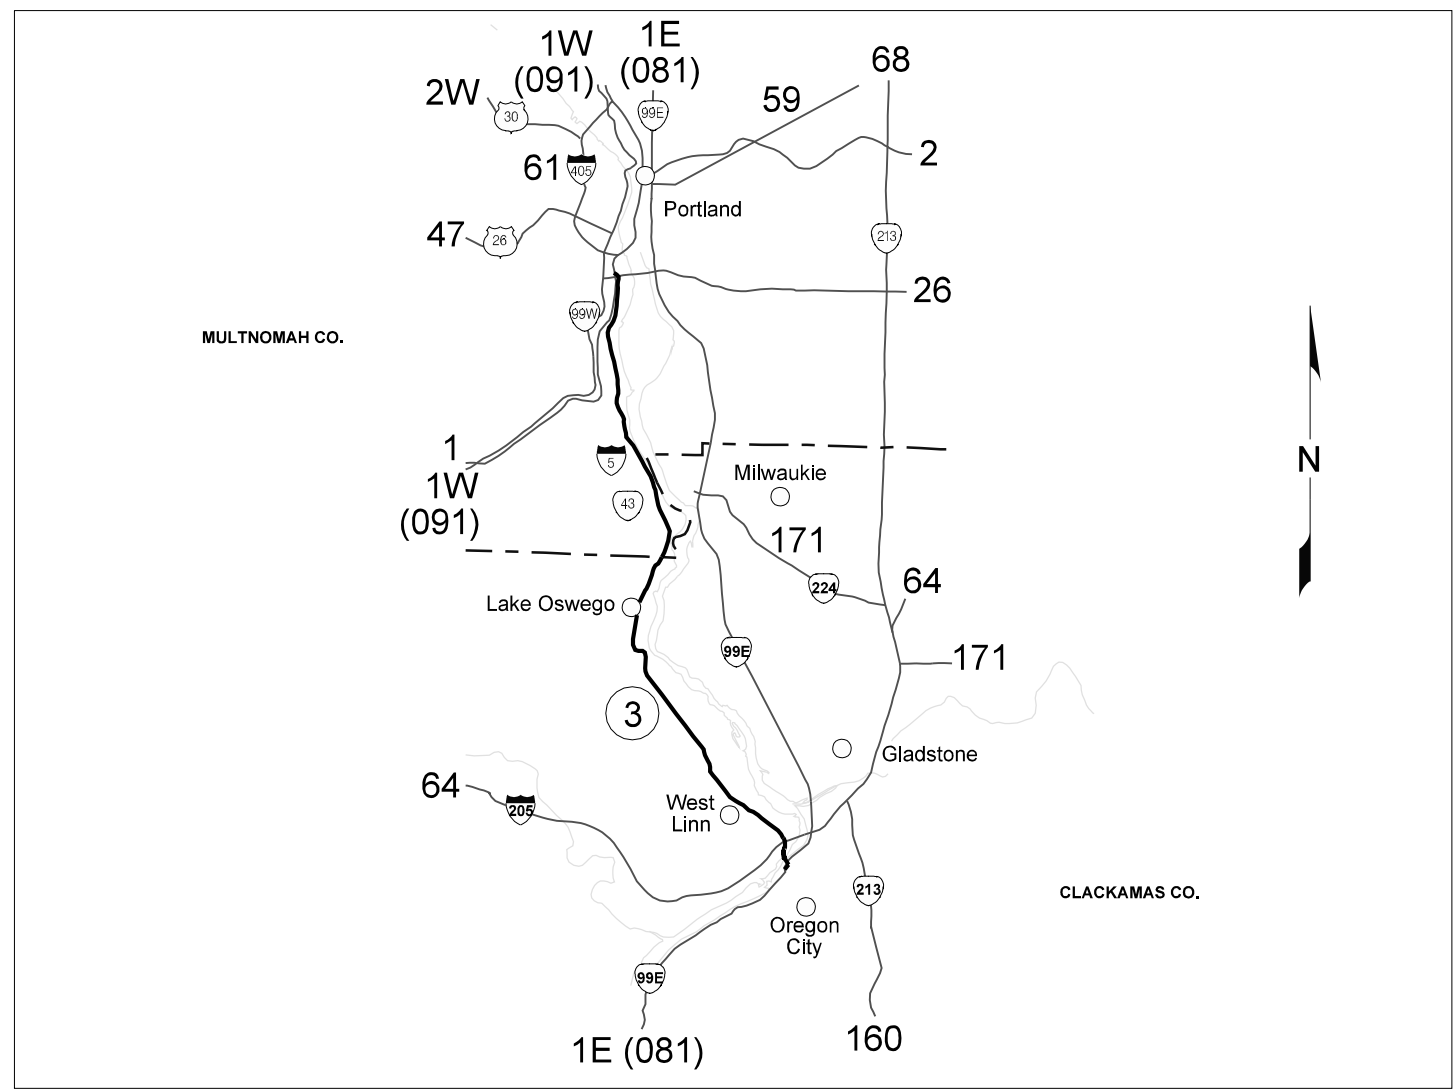 1W
(091)
1E
(081)
68
2W
30
99E
59
61
405
2
Portland
47
26
213
26
99W
MULTNOMAH CO.
1
1W
(091)
5
43
Milwaukie
N
171
224
64
Lake Oswego
99E
171
3
Gladstone
64
205
West
Linn
213
CLACKAMAS CO.
Oregon
City
99E
1E (081)
160